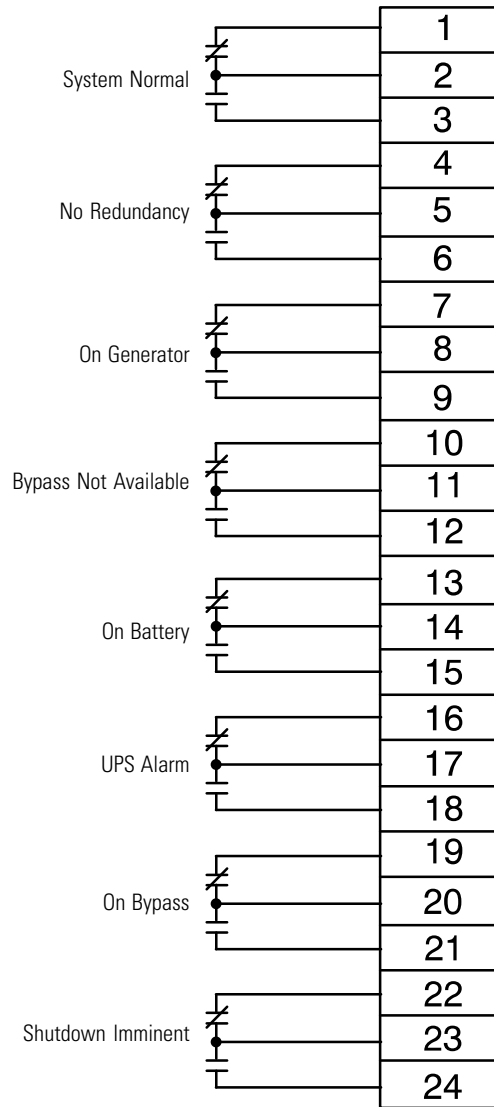 1
System Normal 2
3
4
No Redundancy 5
6
7
On Generator 8
9
10
Bypass Not Available 11
12
13
On Battery 14
15
16
UPS Alarm 17
18
19
On Bypass 20
21
22
Shutdown Imminent 23
24